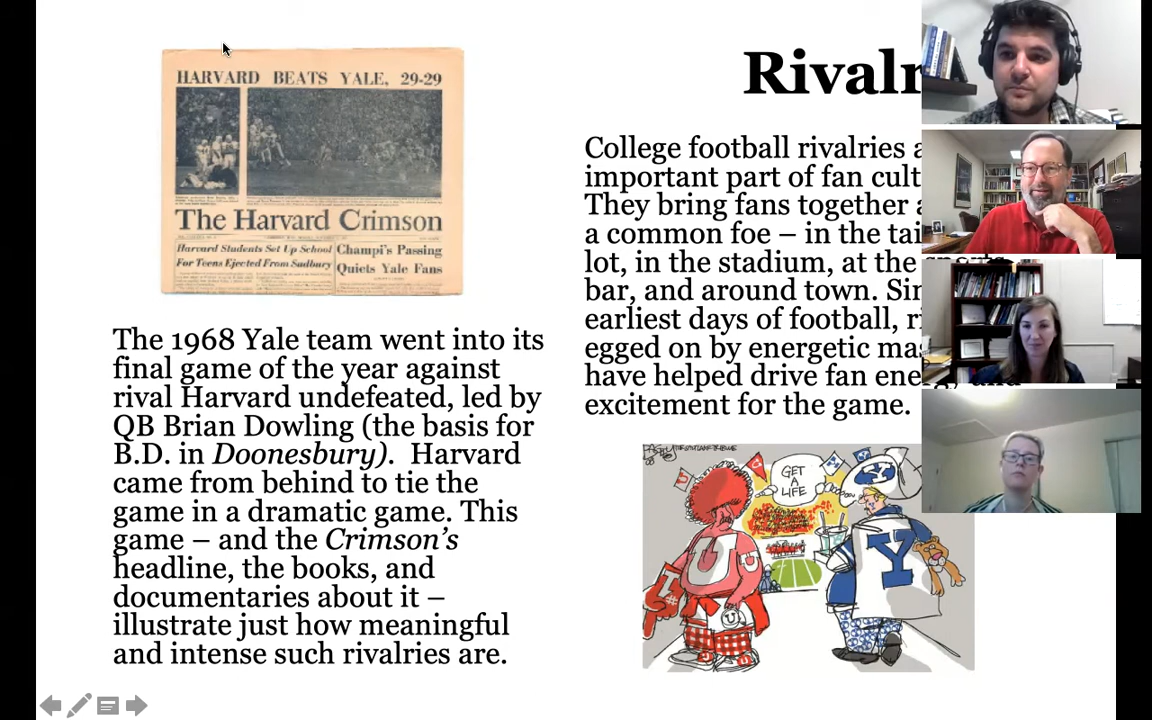 HARVARD BEATS YALE, 29-29
The Harvard Crimson
Harvard Students Set Up School
For Teens Ejected From Sudbury
Champi's Passing
Quiets Yale Fans
The 1968 Yale team went into its
final game of the year against
rival Harvard undefeated, led by
QB Brian Dowling (the basis for
B.D. in Doonesbury).  Harvard
came from behind to tie the
game in a dramatic game. This
game – and the Crimson's
headline, the books, and
documentaries about it –
illustrate just how meaningful
and intense such rivalries are.
Rival
College football rivalries
important part of fan cult
They bring fans together
a common foe – in the tai
lot, in the stadium, at the sports
bar, and around town. Sin
earliest days of football, ri
egged on by energetic mas
have helped drive fan energy, and
excitement for the game.
GET
A
LIFE
U
Y